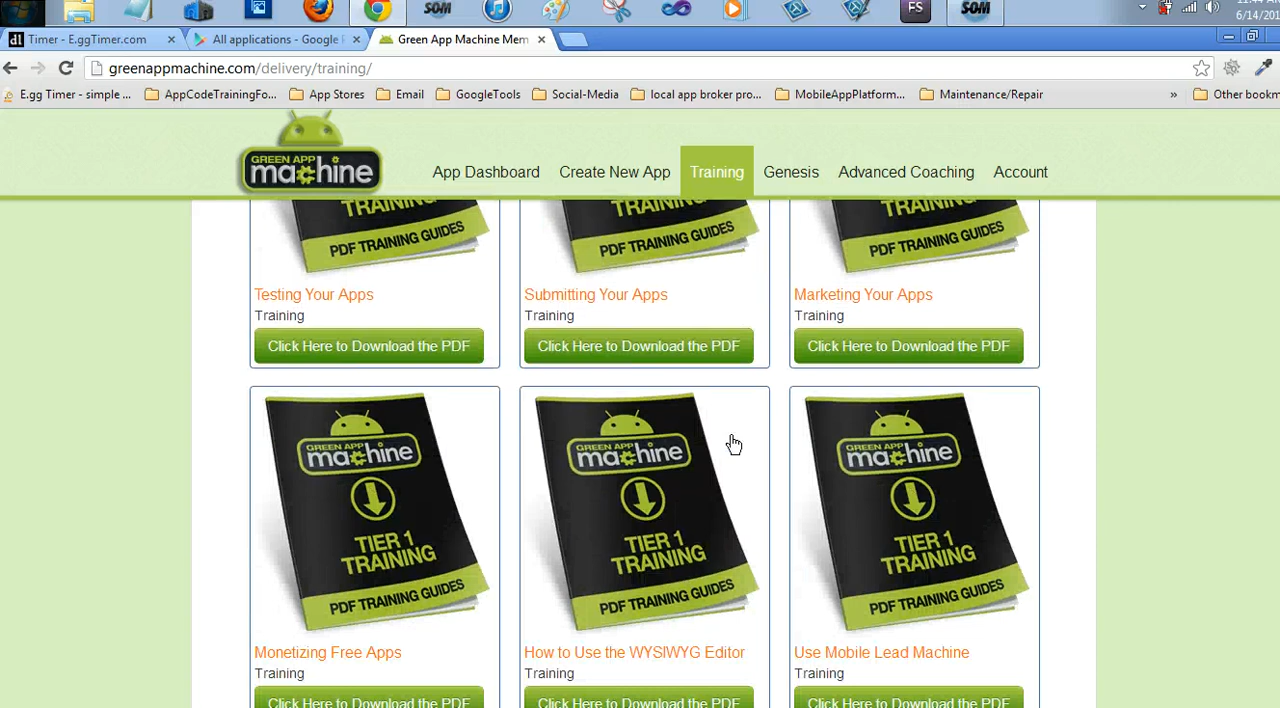 SOM
FS
SOM
6/14/201
Timer - E.ggTimer.com
All applications - Google P
Green App Machine Mem
greenappmachine.com/delivery/training/
E.gg Timer - simple ...
AppCodeTrainingFo...
App Stores
Email
GoogleTools
Social-Media
local app broker pro...
MobileAppPlatform...
Maintenance/Repair
»
Other bookm
GREEN APP
machine
App Dashboard
Create New App
Training
Genesis
Advanced Coaching
Account
TRAINING
PDF TRAINING GUIDES
TRAINING
PDF TRAINING GUIDES
TRAINING
PDF TRAINING GUIDES
Testing Your Apps
Submitting Your Apps
Marketing Your Apps
Training
Training
Training
Click Here to Download the PDF
Click Here to Download the PDF
Click Here to Download the PDF
GREEN APP
machine
TIER 1
TRAINING
PDF TRAINING GUIDES
GREEN APP
machine
TIER 1
TRAINING
PDF TRAINING GUIDES
GREEN APP
machine
TIER 1
TRAINING
PDF TRAINING GUIDES
Monetizing Free Apps
How to Use the WYSIWYG Editor
Use Mobile Lead Machine
Training
Training
Training
Click Here to Download the PDF
Click Here to Download the PDF
Click Here to Download the PDF